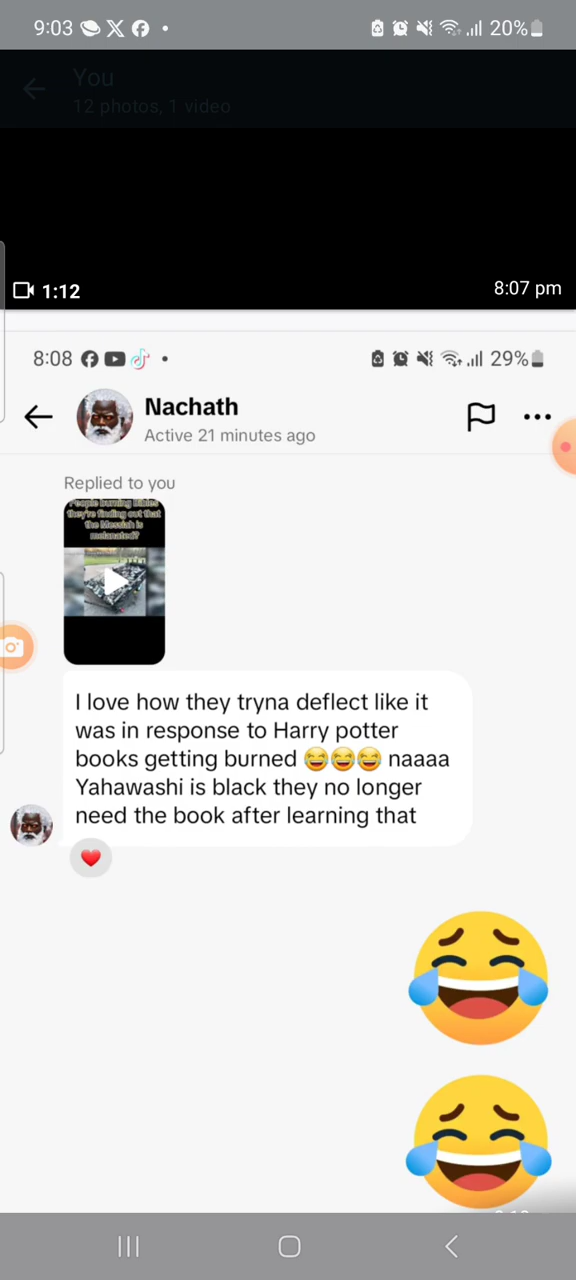 9:03
20%
You
12 photos, 1 video
1:12
8:07 pm
8:08
29%
Nachath
Active 21 minutes ago
Replied to you
People burning Bibles
they're finding out that
the Messiah is
melanated?
I love how they tryna deflect like it
was in response to Harry potter
books getting burned 😂😂😂 naaaa
Yahawashi is black they no longer
need the book after learning that